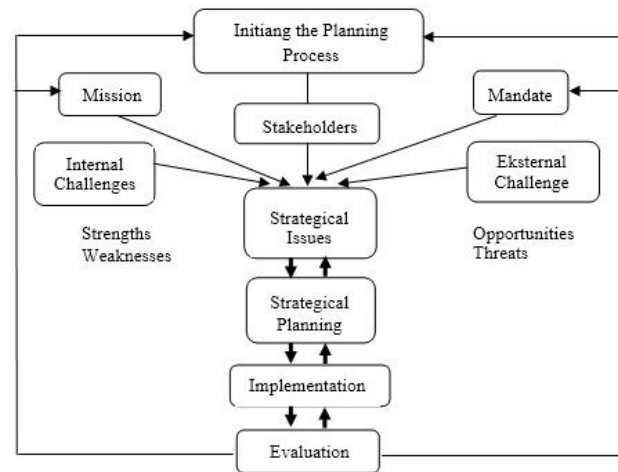 Initiang the Planning
Process
Mission
Mandate
Stakeholders
Internal
Challenges
Eksternal
Challenge
Strategical
Issues
Strengths
Weaknesses
Opportunities
Threats
Strategical
Planning
Implementation
Evaluation